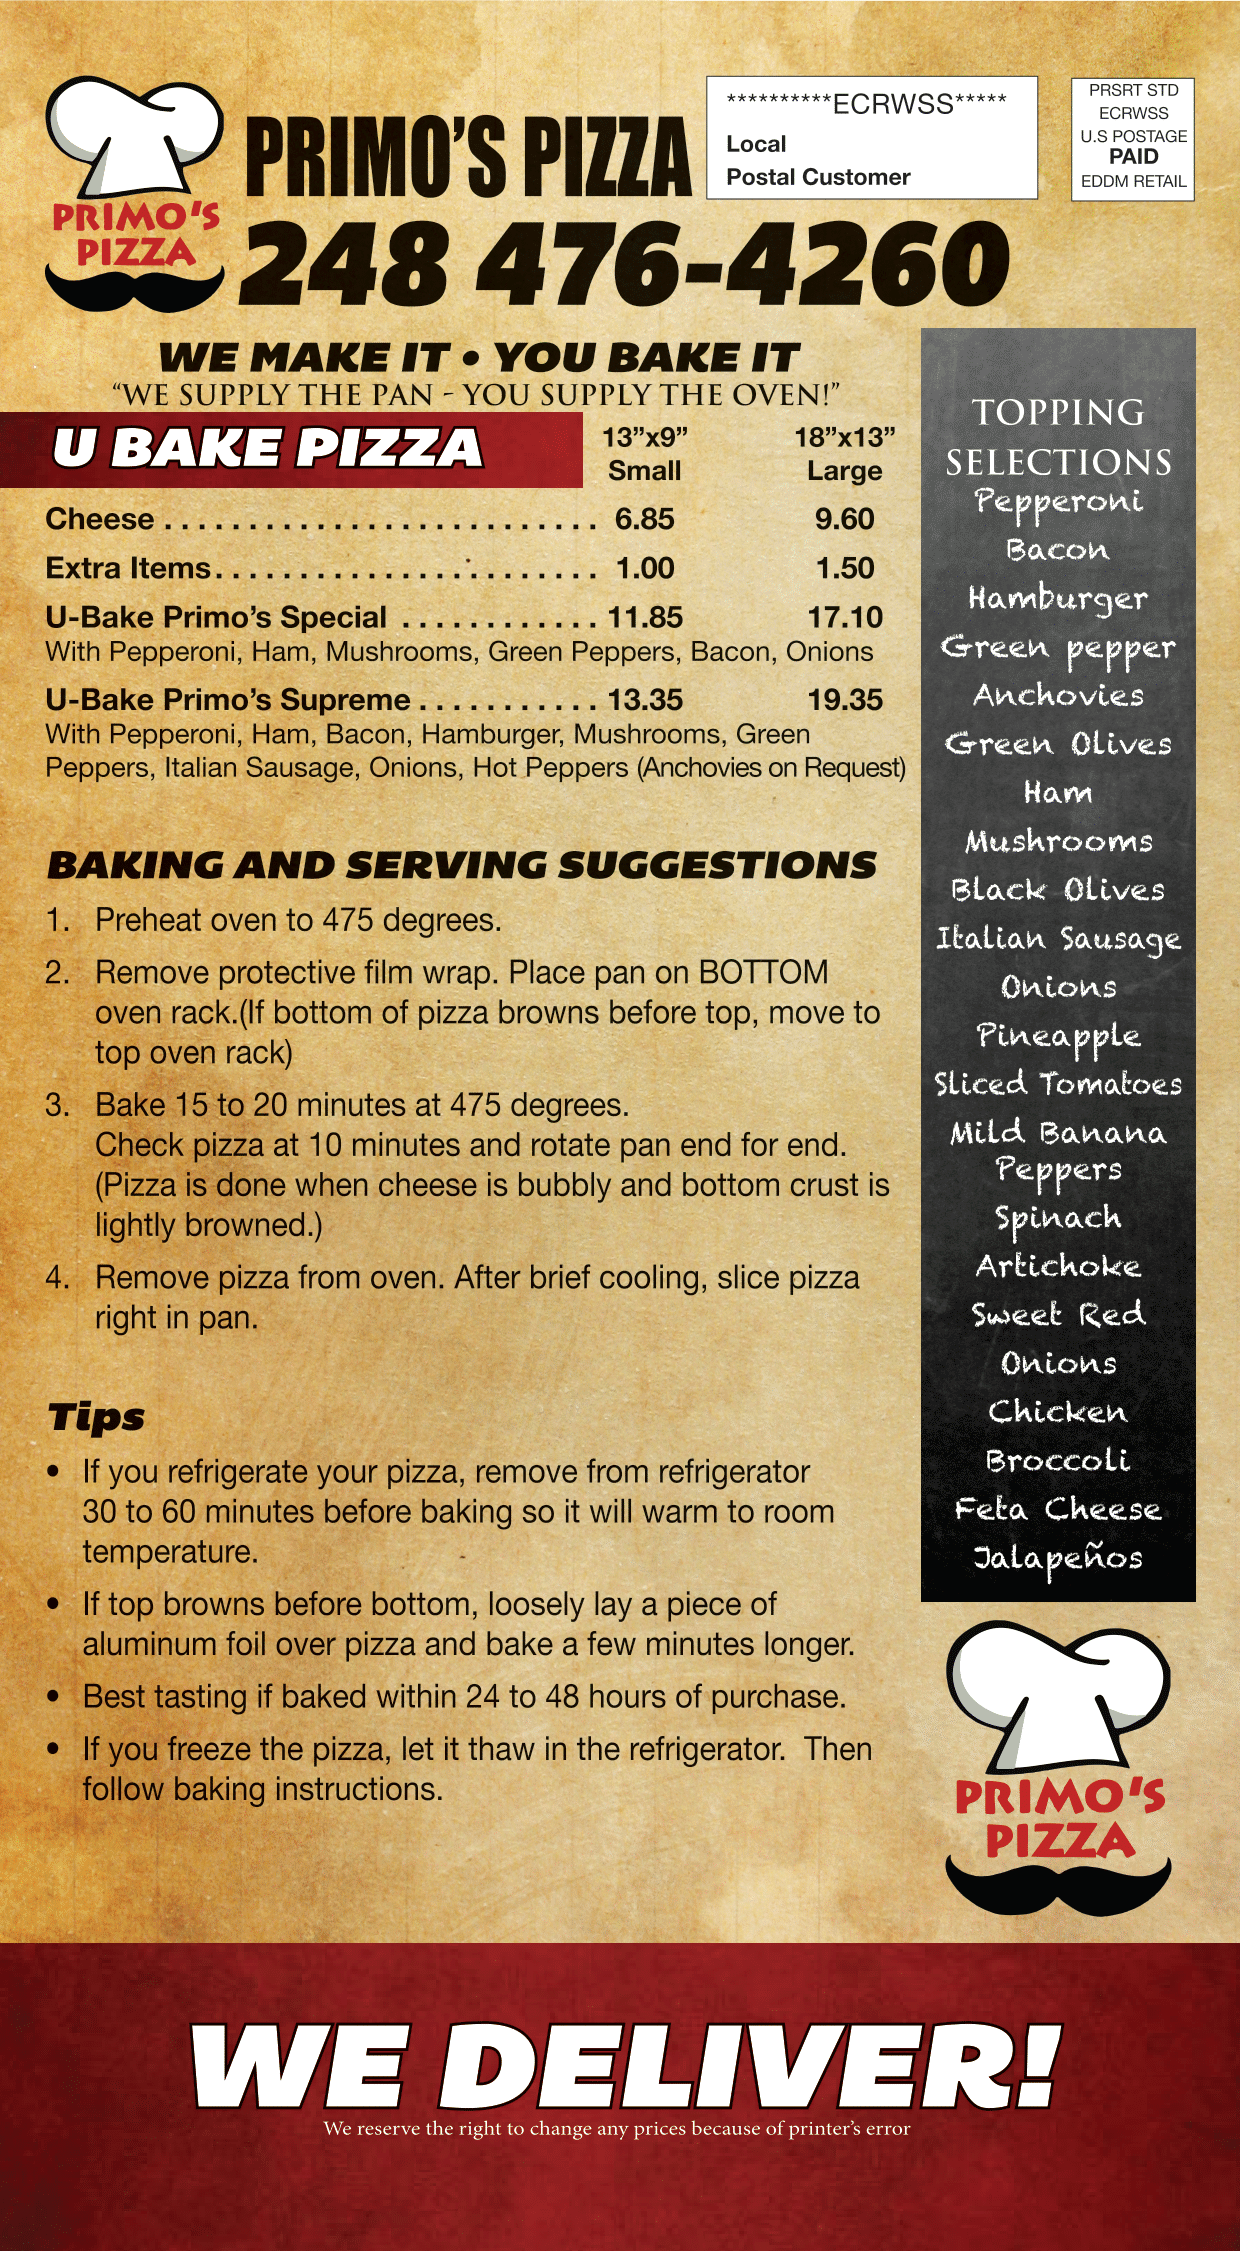 PRIMO'S
PIZZA
PRIMO'S PIZZA
248 476-4260
**********ECRWSS*****
Local
Postal Customer
PRSRT STD
ECRWSS
U.S POSTAGE
PAID
EDDM RETAIL
WE MAKE IT • YOU BAKE IT
“WE SUPPLY THE PAN - YOU SUPPLY THE OVEN!”
U BAKE PIZZA
13”x9” 18”x13”
Small Large
Cheese . . . . . . . . . . . . . . . . . . . . . . . . . . 6.85 9.60
Extra Items. . . . . . . . . . . . . . . . . . . . . . . 1.00 1.50
U-Bake Primo’s Special . . . . . . . . . . . . 11.85 17.10
With Pepperoni, Ham, Mushrooms, Green Peppers, Bacon, Onions
U-Bake Primo’s Supreme . . . . . . . . . . . 13.35 19.35
With Pepperoni, Ham, Bacon, Hamburger, Mushrooms, Green
Peppers, Italian Sausage, Onions, Hot Peppers (Anchovies on Request)
BAKING AND SERVING SUGGESTIONS
1. Preheat oven to 475 degrees.
2. Remove protective film wrap. Place pan on BOTTOM
oven rack.(If bottom of pizza browns before top, move to
top oven rack)
3. Bake 15 to 20 minutes at 475 degrees.
Check pizza at 10 minutes and rotate pan end for end.
(Pizza is done when cheese is bubbly and bottom crust is
lightly browned.)
4. Remove pizza from oven. After brief cooling, slice pizza
right in pan.
Tips
• If you refrigerate your pizza, remove from refrigerator
30 to 60 minutes before baking so it will warm to room
temperature.
• If top browns before bottom, loosely lay a piece of
aluminum foil over pizza and bake a few minutes longer.
• Best tasting if baked within 24 to 48 hours of purchase.
• If you freeze the pizza, let it thaw in the refrigerator. Then
follow baking instructions.
TOPPING
SELECTIONS
Pepperoni
Bacon
Hamburger
Green pepper
Anchovies
Green Olives
Ham
Mushrooms
Black Olives
Italian Sausage
Onions
Pineapple
Sliced Tomatoes
Mild Banana
Peppers
Spinach
Artichoke
Sweet Red
Onions
Chicken
Broccoli
Feta Cheese
Jalapeños
PRIMO'S
PIZZA
WE DELIVER!
We reserve the right to change any prices because of printer’s error